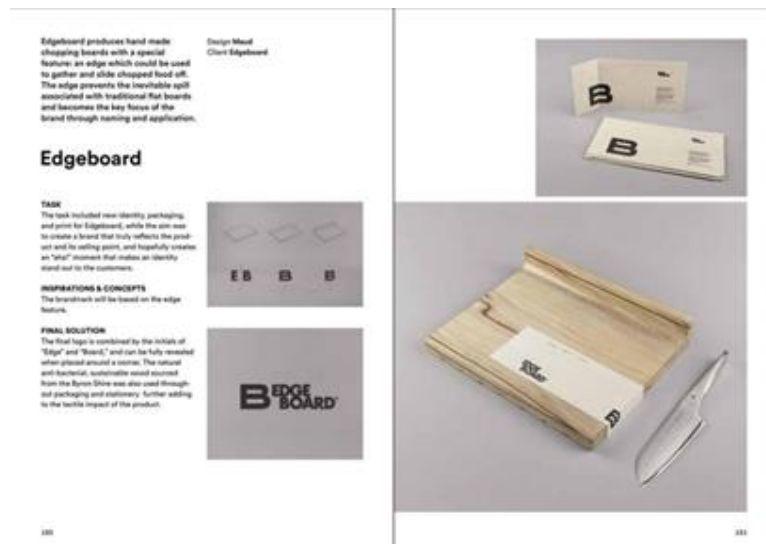 Edgeboard produces hand made
chopping boards with a special
feature: an edge which could be used
to gather and slide chopped food off.
The edge prevents the inevitable spill
associated with traditional flat boards
and becomes the key focus of the
brand through naming and application.
Design Maud
Client Edgeboard
Edgeboard
TASK
The task included new identity, packaging,
and print for Edgeboard, while the aim was
to create a brand that truly reflects the prod-
uct and its selling point, and hopefully creates
an "aha!" moment that makes an identity
stand out to the customers.
INSPIRATIONS & CONCEPTS
The brandmark will be based on the edge
feature.
FINAL SOLUTION
The final logo is combined by the initials of
"Edge" and "Board," and can be fully revealed
when placed around a corner. The natural
anti-bacterial, sustainable wood sourced
from the Byron Shire was also used through-
out packaging and stationery further adding
to the tactile impact of the product.
E B
B
B
B EDGE
BOARD
B
B
EDGE
BOARD
B